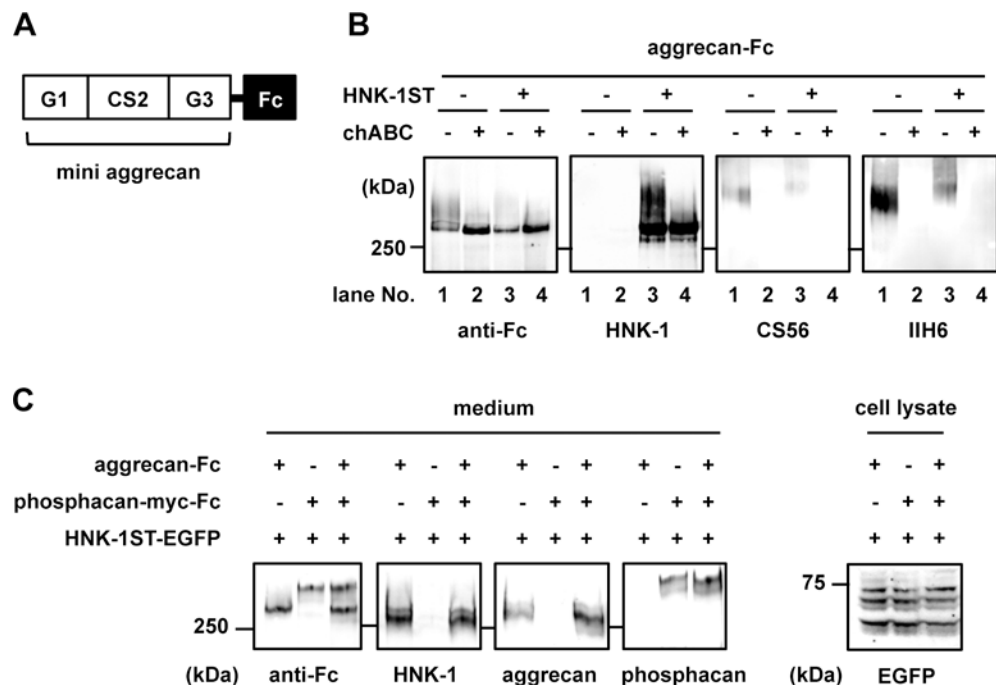 A
G1 CS2 G3 Fc
mini aggrecan
B
aggrecan-Fc
HNK-1ST - + - + - + - +
chABC - + - + - + - + - + - + - + - +
(kDa)
250
lane No. 1 2 3 4 1 2 3 4 1 2 3 4 1 2 3 4
anti-Fc HNK-1 CS56 IIH6
C
medium cell lysate
aggrecan-Fc + - + + - + + - + + - + + - +
phosphacan-myc-Fc - + + - + + - + + - + + - + +
HNK-1ST-EGFP + + + + + + + + + + + + + + +
75
250
(kDa) anti-Fc HNK-1 aggrecan phosphacan (kDa) EGFP